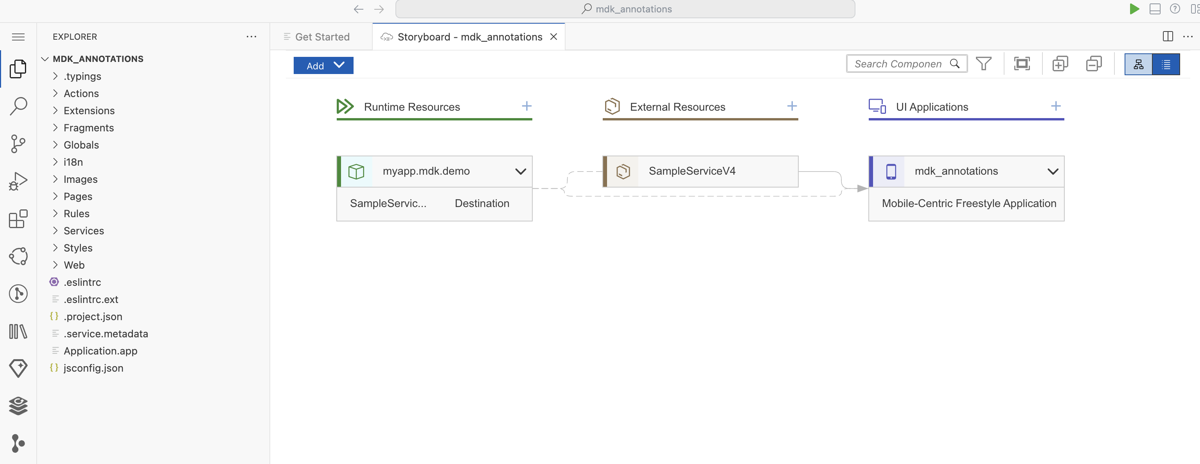 mdk_annotations
EXPLORER
Get Started
Storyboard - mdk_annotations
MDK_ANNOTATIONS
.typings
Actions
Extensions
Fragments
Globals
i18n
Images
Pages
Rules
Services
Styles
Web
.eslintrc
.eslintrc.ext
.project.json
.service.metadata
Application.app
jsconfig.json
Add
Search Componen
Runtime Resources
External Resources
UI Applications
myapp.mdk.demo
SampleServic... Destination
SampleServiceV4
mdk_annotations
Mobile-Centric Freestyle Application